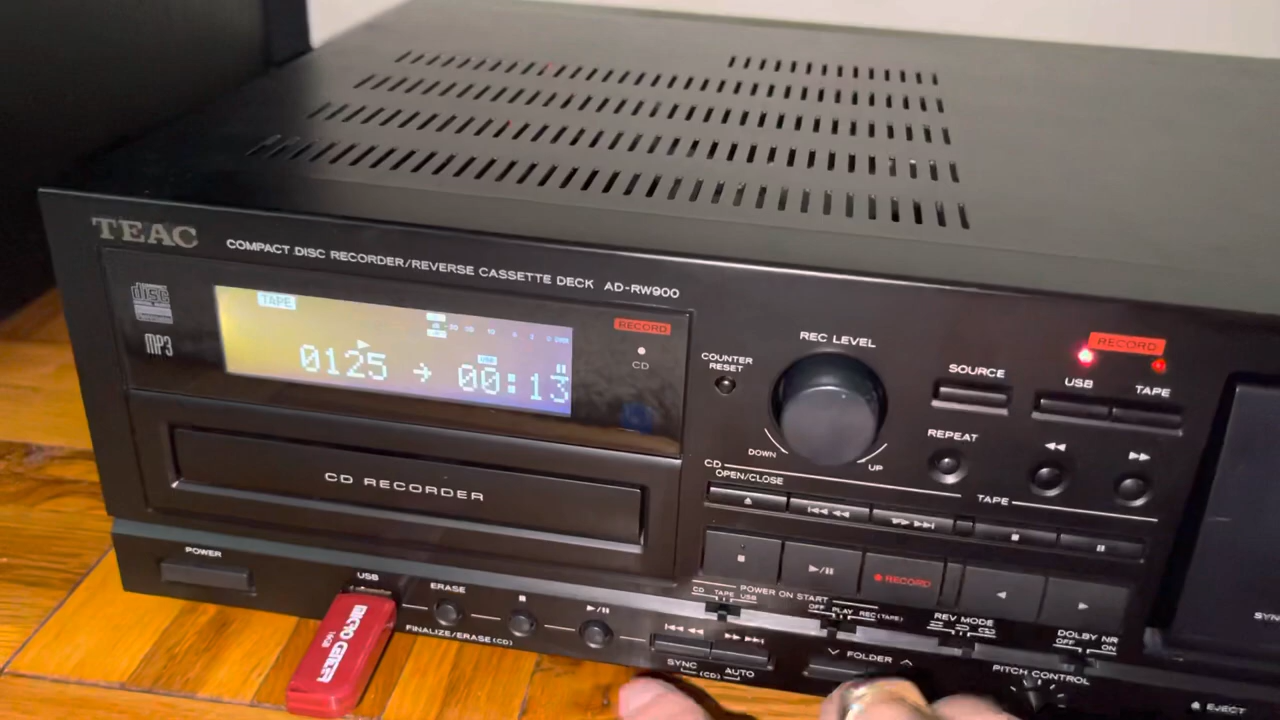 TEAC
COMPACT DISC RECORDER/REVERSE CASSETTE DECK AD-RW900
disc
MP3
TAPE
0125 → 00:13
RECORD
CD
COUNTER
RESET
REC LEVEL
DOWN
UP
SOURCE
RECORD
USB
TAPE
REPEAT
CD
OPEN/CLOSE
TAPE
CD RECORDER
RECORD
POWER
USB
ERASE
FINALIZE/ERASE(CD)
CD TAPE USB
POWER ON START
OFF PLAY REC(TAPE)
REV MODE
DOLBY NR
OFF ON
SYNC
(CD)
AUTO
FOLDER
PITCH CONTROL
EJECT
16GB